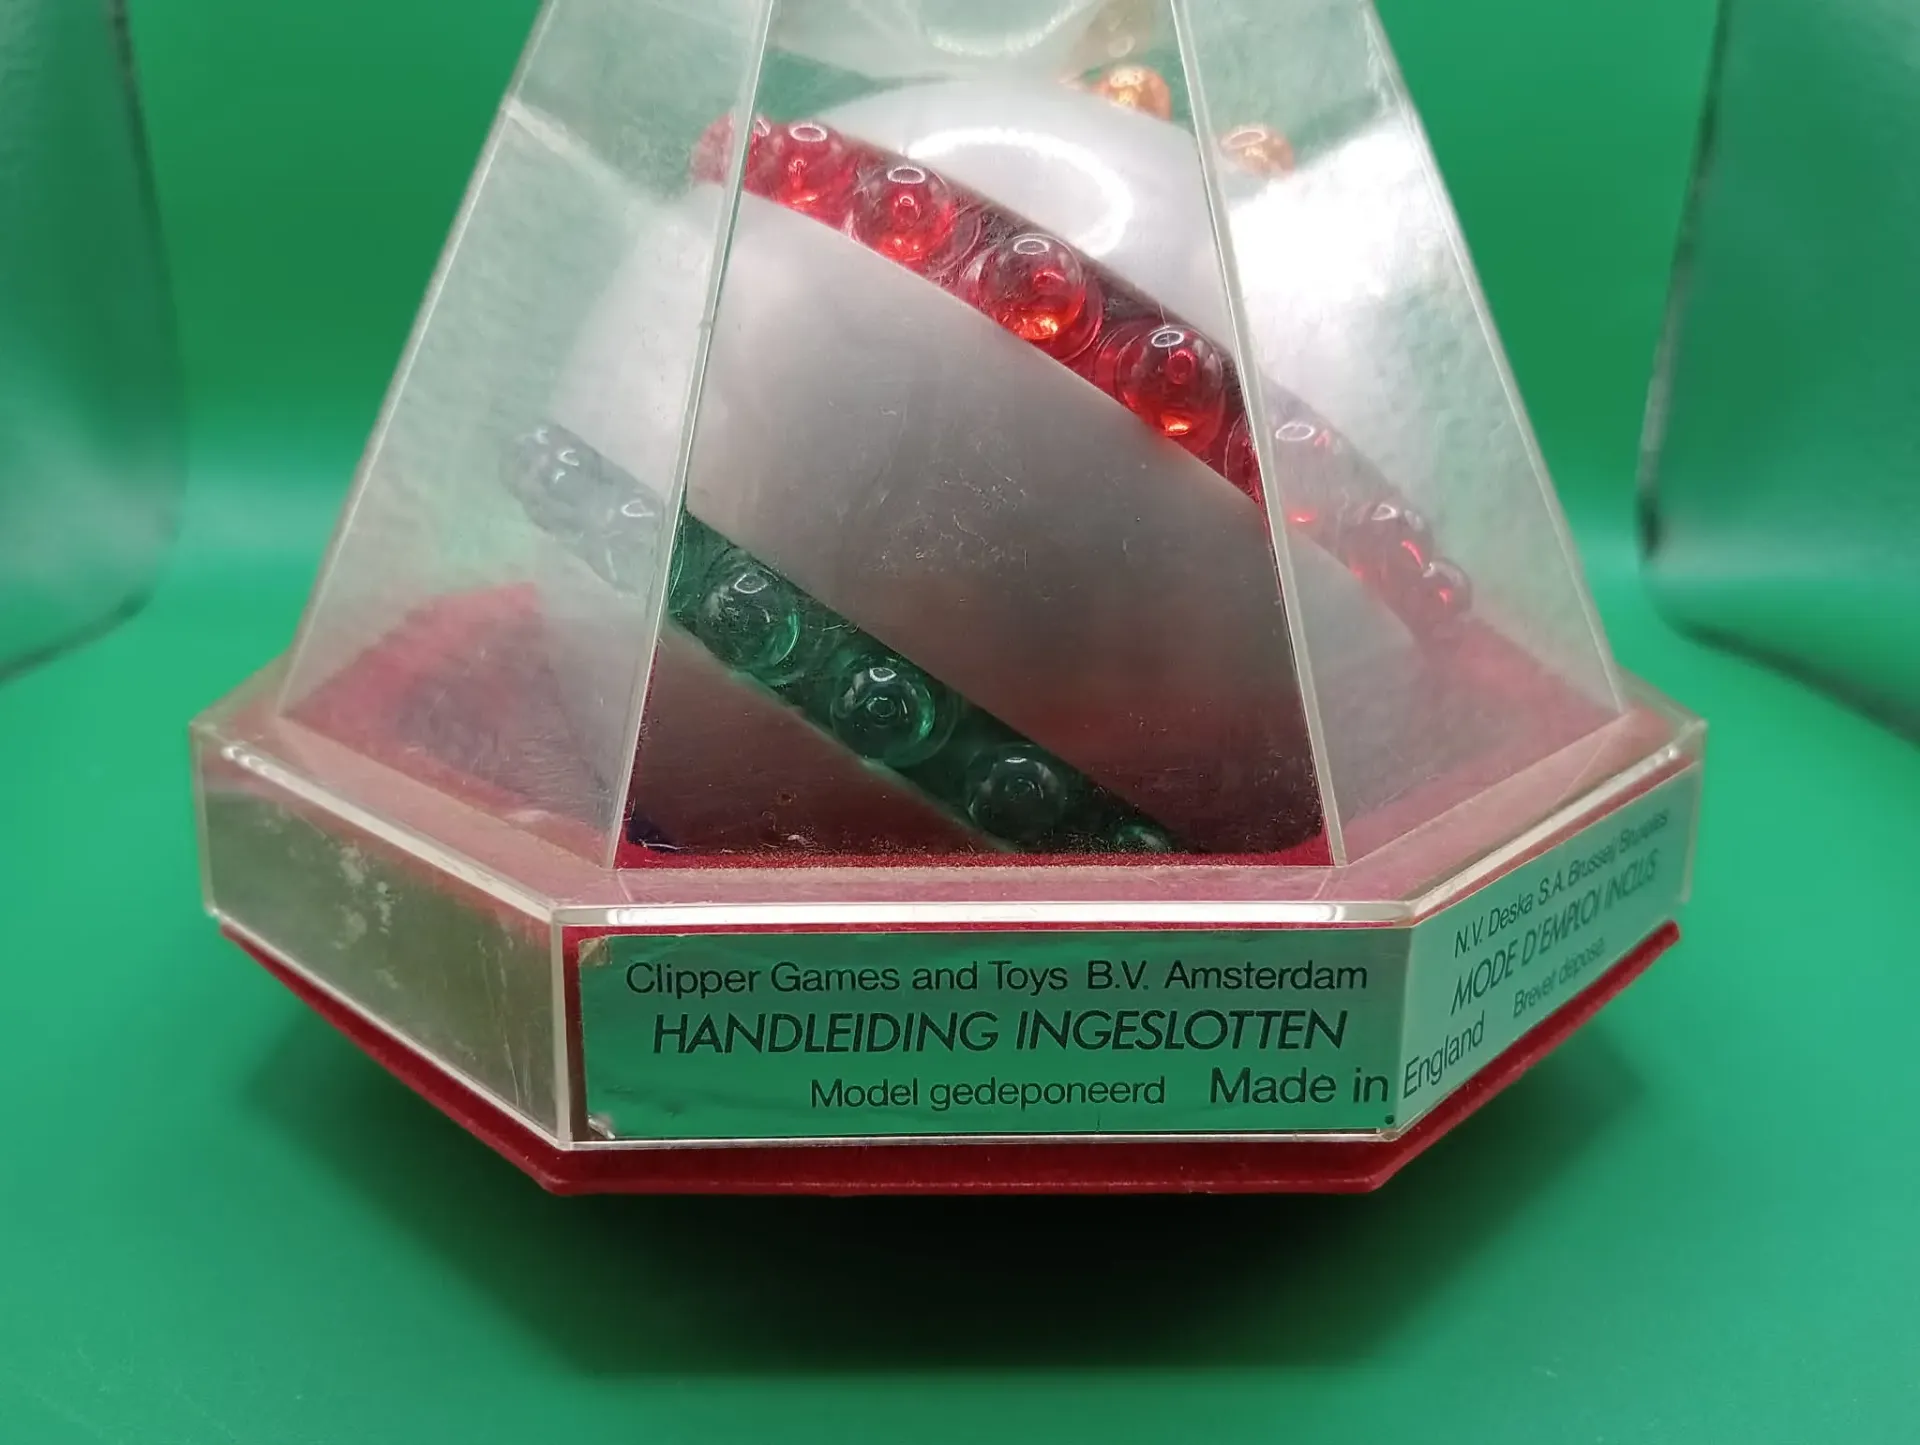 Clipper Games and Toys B.V. Amsterdam
HANDLEIDING INGESLOTTEN
Model gedeponeerd Made in England
N.V. Deska S.A. Brussel/Bruxelles
MODE D'EMPLOI INCLUS
Brevet déposé.